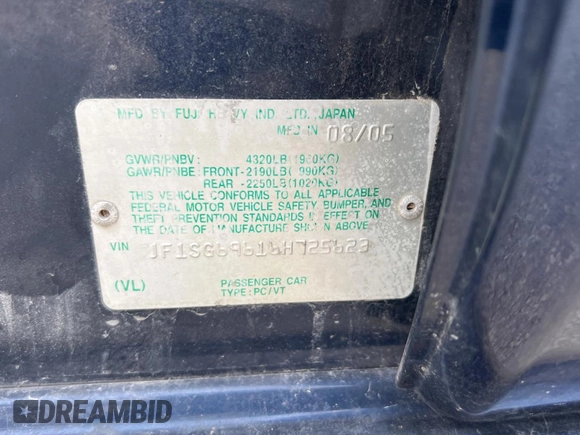 MFD BY: FUJI HEAVY IND. LTD. JAPAN
MFD IN 08/05
GVWR/PNBV: 4320LB(1960KG)
GAWR/PNBE: FRONT-2190LB( 990KG)
REAR -2250LB(1020KG)
THIS VEHICLE CONFORMS TO ALL APPLICABLE
FEDERAL MOTOR VEHICLE SAFETY, BUMPER, AND
THEFT PREVENTION STANDARDS IN EFFECT ON
THE DATE OF MANUFACTURE SHOWN ABOVE
VIN JF1SG69616H725623
(VL) PASSENGER CAR
TYPE: PC/VT
DREAMBID